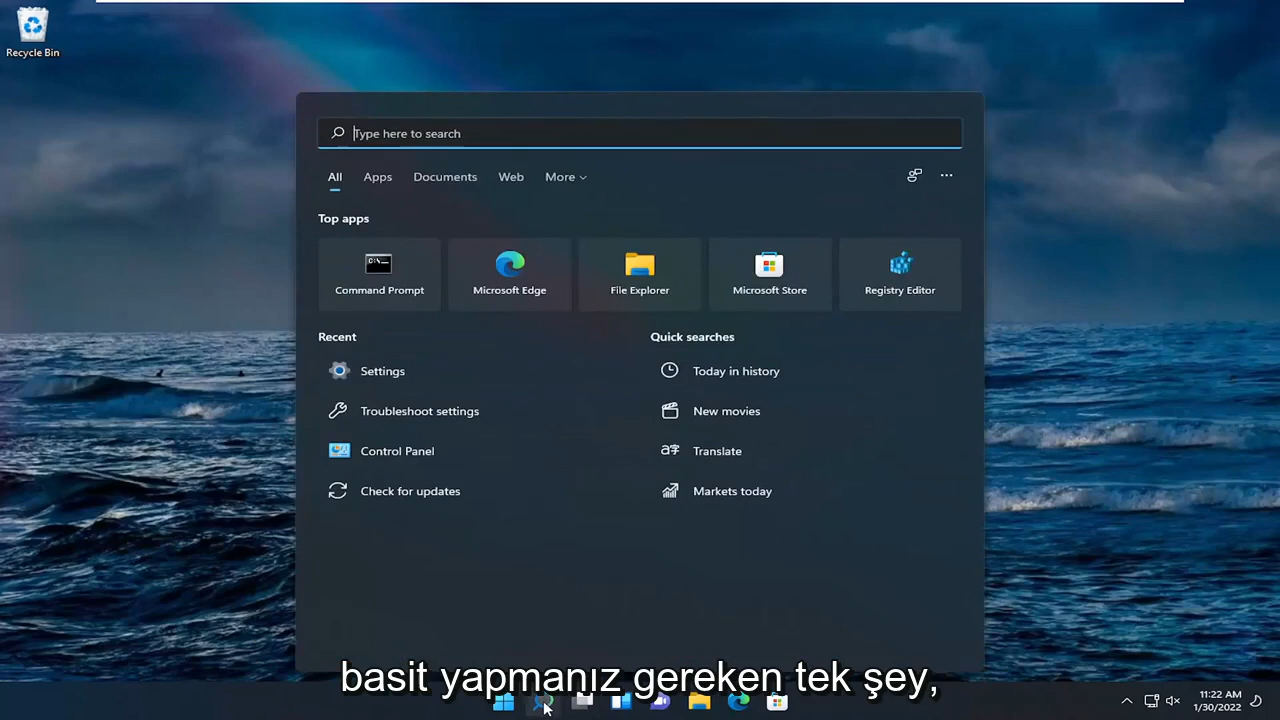 Recycle Bin
Type here to search
All Apps Documents Web More
Top apps
Command Prompt Microsoft Edge File Explorer Microsoft Store Registry Editor
Recent Quick searches
Settings Today in history
Troubleshoot settings New movies
Control Panel Translate
Check for updates Markets today
basit yapmanız gereken tek şey,
11:22 AM
1/30/2022